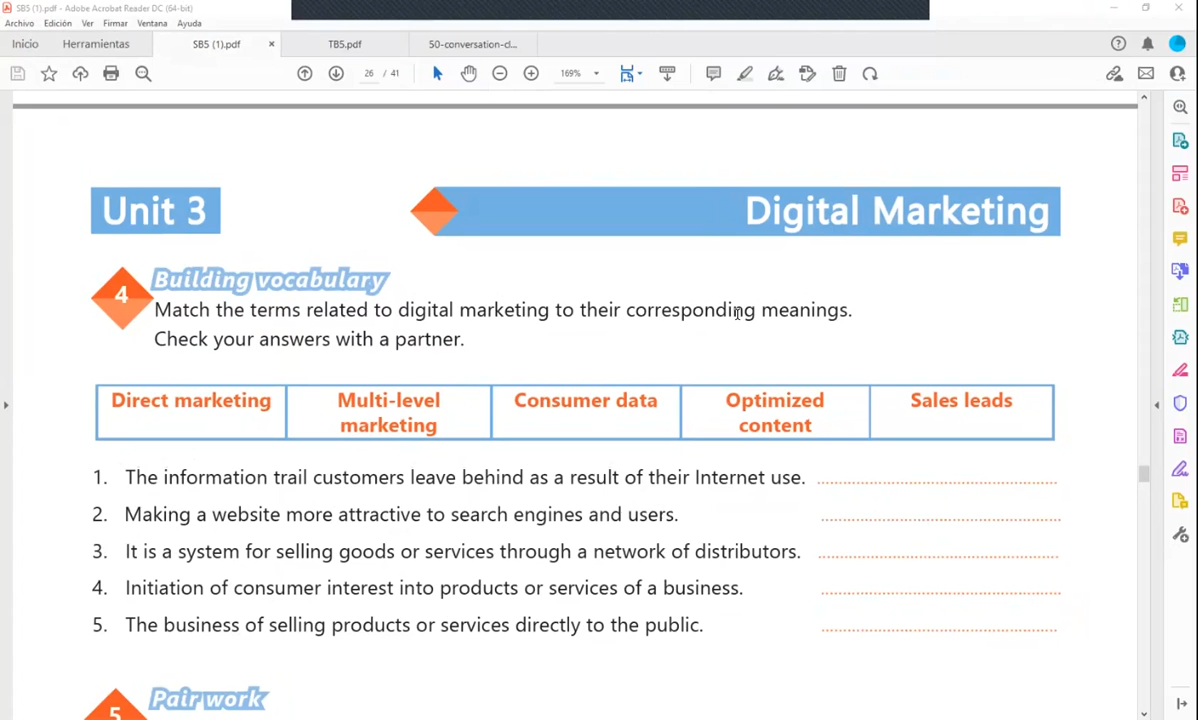 SB5 (1).pdf - Adobe Acrobat Reader DC (64-bit)
Archivo Edición Ver Firmar Ventana Ayuda
Inicio Herramientas SB5 (1).pdf × TB5.pdf 50-conversation-cl...
26 / 41 169%
Unit 3 Digital Marketing
4 Building vocabulary
Match the terms related to digital marketing to their corresponding meanings.
Check your answers with a partner.
Direct marketing Multi-level marketing Consumer data Optimized content Sales leads
1. The information trail customers leave behind as a result of their Internet use. ........................................
2. Making a website more attractive to search engines and users. ........................................
3. It is a system for selling goods or services through a network of distributors. ........................................
4. Initiation of consumer interest into products or services of a business. ........................................
5. The business of selling products or services directly to the public. ........................................
5 Pair work